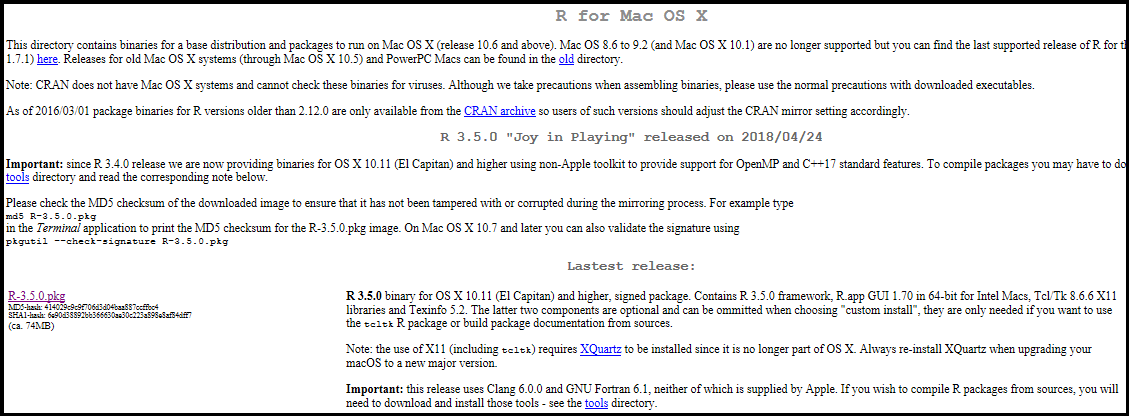 R for Mac OS X
This directory contains binaries for a base distribution and packages to run on Mac OS X (release 10.6 and above). Mac OS 8.6 to 9.2 (and Mac OS X 10.1) are no longer supported but you can find the last supported release of R for th
1.7.1) here. Releases for old Mac OS X systems (through Mac OS X 10.5) and PowerPC Macs can be found in the old directory.
Note: CRAN does not have Mac OS X systems and cannot check these binaries for viruses. Although we take precautions when assembling binaries, please use the normal precautions with downloaded executables.
As of 2016/03/01 package binaries for R versions older than 2.12.0 are only available from the CRAN archive so users of such versions should adjust the CRAN mirror setting accordingly.
R 3.5.0 "Joy in Playing" released on 2018/04/24
Important: since R 3.4.0 release we are now providing binaries for OS X 10.11 (El Capitan) and higher using non-Apple toolkit to provide support for OpenMP and C++17 standard features. To compile packages you may have to do
tools directory and read the corresponding note below.
Please check the MD5 checksum of the downloaded image to ensure that it has not been tampered with or corrupted during the mirroring process. For example type
md5 R-3.5.0.pkg
in the Terminal application to print the MD5 checksum for the R-3.5.0.pkg image. On Mac OS X 10.7 and later you can also validate the signature using
pkgutil --check-signature R-3.5.0.pkg
Lastest release:
R-3.5.0.pkg
MD5-hash:
SHA1-hash:
(ca. 74MB)
R 3.5.0 binary for OS X 10.11 (El Capitan) and higher, signed package. Contains R 3.5.0 framework, R.app GUI 1.70 in 64-bit for Intel Macs, Tcl/Tk 8.6.6 X11
libraries and Texinfo 5.2. The latter two components are optional and can be ommitted when choosing "custom install", they are only needed if you want to use
the tcltk R package or build package documentation from sources.
Note: the use of X11 (including tcltk) requires XQuartz to be installed since it is no longer part of OS X. Always re-install XQuartz when upgrading your
macOS to a new major version.
Important: this release uses Clang 6.0.0 and GNU Fortran 6.1, neither of which is supplied by Apple. If you wish to compile R packages from sources, you will
need to download and install those tools - see the tools directory.